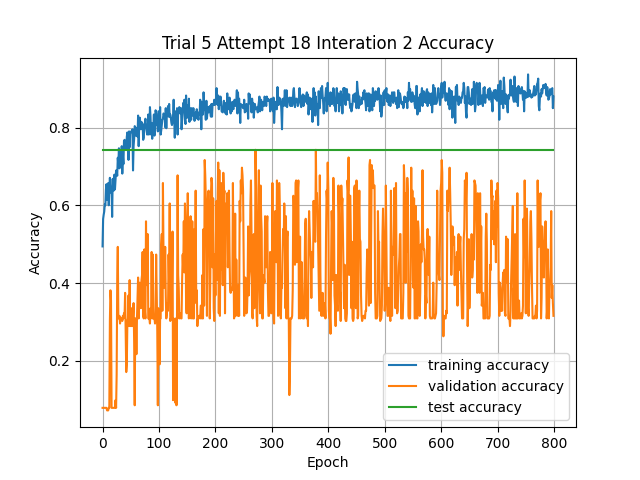 Trial 5 Attempt 18 Interation 2 Accuracy
Accuracy
0.8
0.6
0.4
0.2
0 100 200 300 400 500 600 700 800
Epoch
training accuracy
validation accuracy
test accuracy